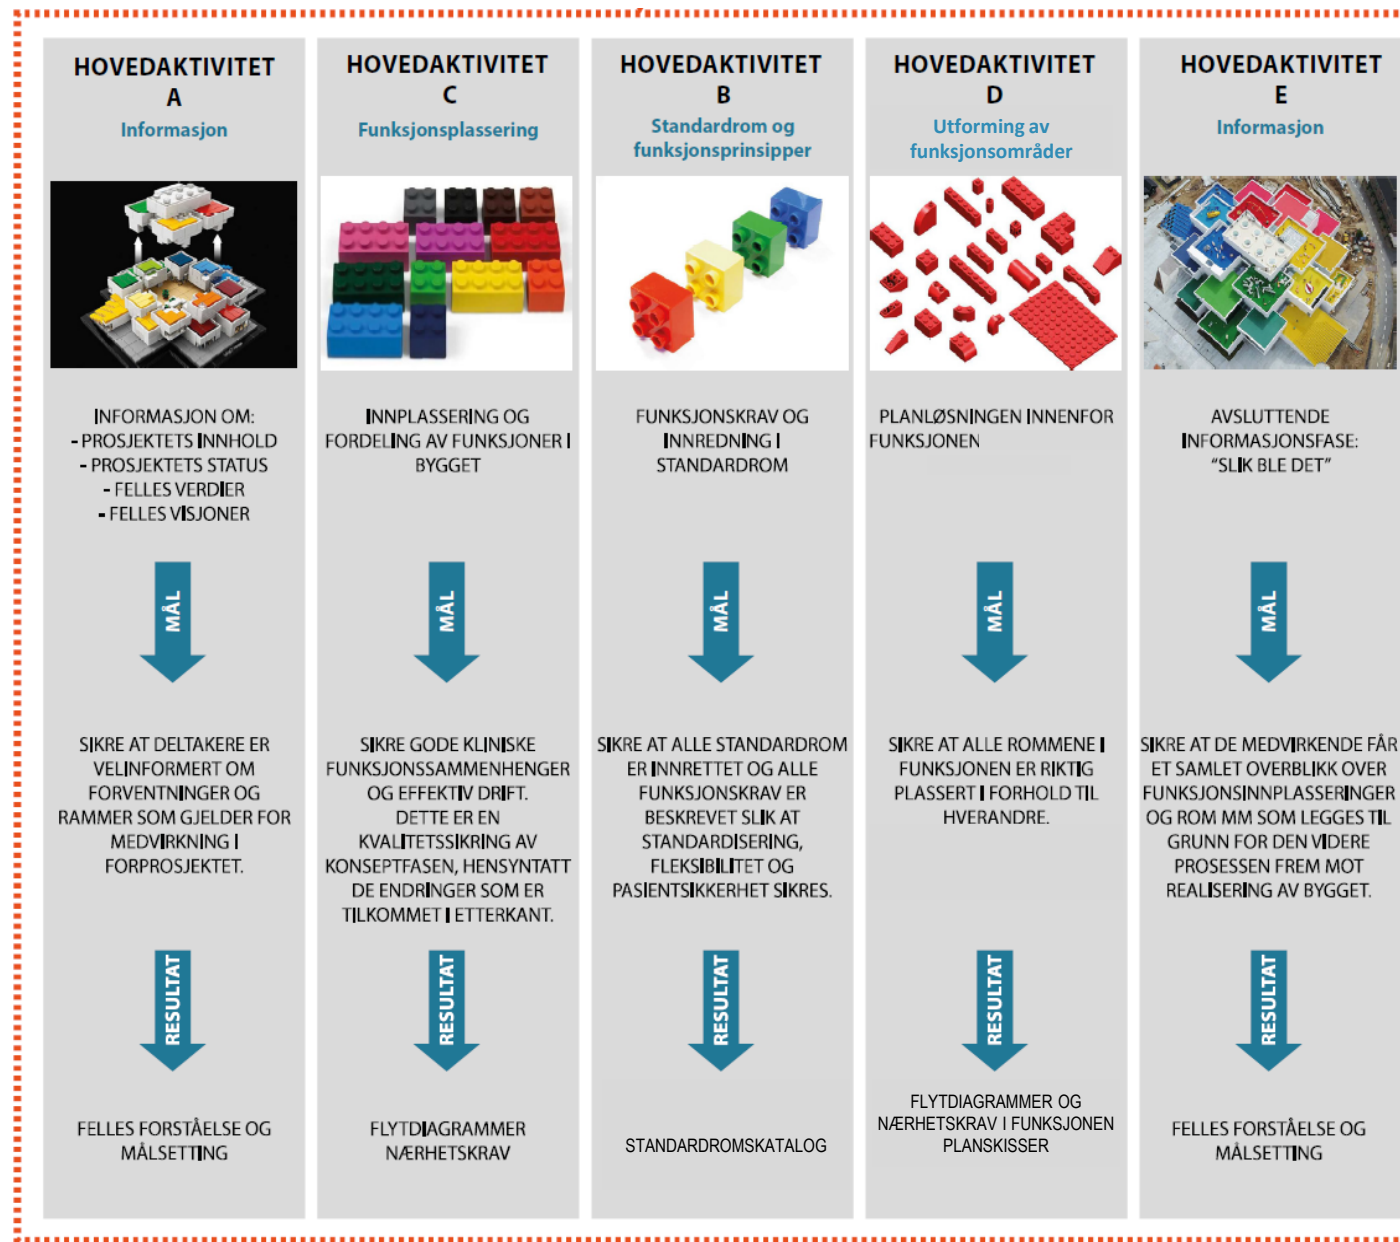 HOVEDAKTIVITET
A
Informasjon
INFORMASJON OM:
- PROSJEKTETS INNHOLD
- PROSJEKTETS STATUS
- FELLES VERDIER
- FELLES VISJONER
MÅL
SIKRE AT DELTAKERE ER
VELINFORMERT OM
FORVENTNINGER OG
RAMMER SOM GJELDER FOR
MEDVIRKNING I
FORPROSJEKTET.
RESULTAT
FELLES FORSTÅELSE OG
MÅLSETTING
HOVEDAKTIVITET
C
Funksjonsplassering
INNPLASSERING OG
FORDELING AV FUNKSJONER I
BYGGET
MÅL
SIKRE GODE KLINISKE
FUNKSJONSSAMMENHENGER
OG EFFEKTIV DRIFT.
DETTE ER EN
KVALITETSSIKRING AV
KONSEPTFASEN, HENSYNTATT
DE ENDRINGER SOM ER
TILKOMMET I ETTERKANT.
RESULTAT
FLYTDIAGRAMMER
NÆRHETSKRAV
HOVEDAKTIVITET
B
Standardrom og
funksjonsprinsipper
FUNKSJONSKRAV OG
INNREDNING I
STANDARDROM
MÅL
SIKRE AT ALLE STANDARDROM
ER INNRETTET OG ALLE
FUNKSJONSKRAV ER
BESKREVET SLIK AT
STANDARDISERING,
FLEKSIBILITET OG
PASIENTSIKKERHET SIKRES.
RESULTAT
STANDARDROMSKATALOG
HOVEDAKTIVITET
D
Utforming av
funksjonsområder
PLANLØSNINGEN INNENFOR
FUNKSJONEN
MÅL
SIKRE AT ALLE ROMMENE I
FUNKSJONEN ER RIKTIG
PLASSERT I FORHOLD TIL
HVERANDRE.
RESULTAT
FLYTDIAGRAMMER OG
NÆRHETSKRAV I FUNKSJONEN
PLANSKISSER
HOVEDAKTIVITET
E
Informasjon
AVSLUTTENDE
INFORMASJONSFASE:
"SLIK BLE DET"
MÅL
SIKRE AT DE MEDVIRKENDE FÅR
ET SAMLET OVERBLIKK OVER
FUNKSJONSINNPLASSERINGER
OG ROM MM SOM LEGGES TIL
GRUNN FOR DEN VIDERE
PROSESSEN FREM MOT
REALISERING AV BYGGET.
RESULTAT
FELLES FORSTÅELSE OG
MÅLSETTING